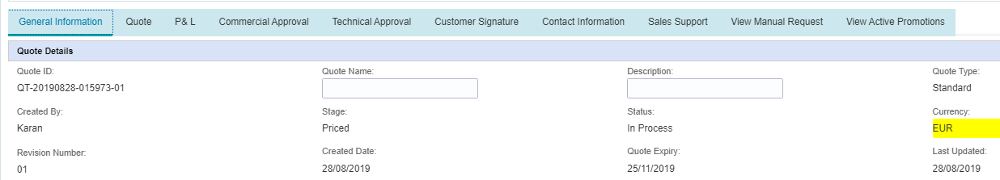 General Information Quote P& L Commercial Approval Technical Approval Customer Signature Contact Information Sales Support View Manual Request View Active Promotions
Quote Details
Quote ID: Quote Name: Description: Quote Type:
QT-20190828-015973-01 Standard
Created By: Stage: Status: Currency:
Karan Priced In Process EUR
Revision Number: Created Date: Quote Expiry: Last Updated:
01 28/08/2019 25/11/2019 28/08/2019